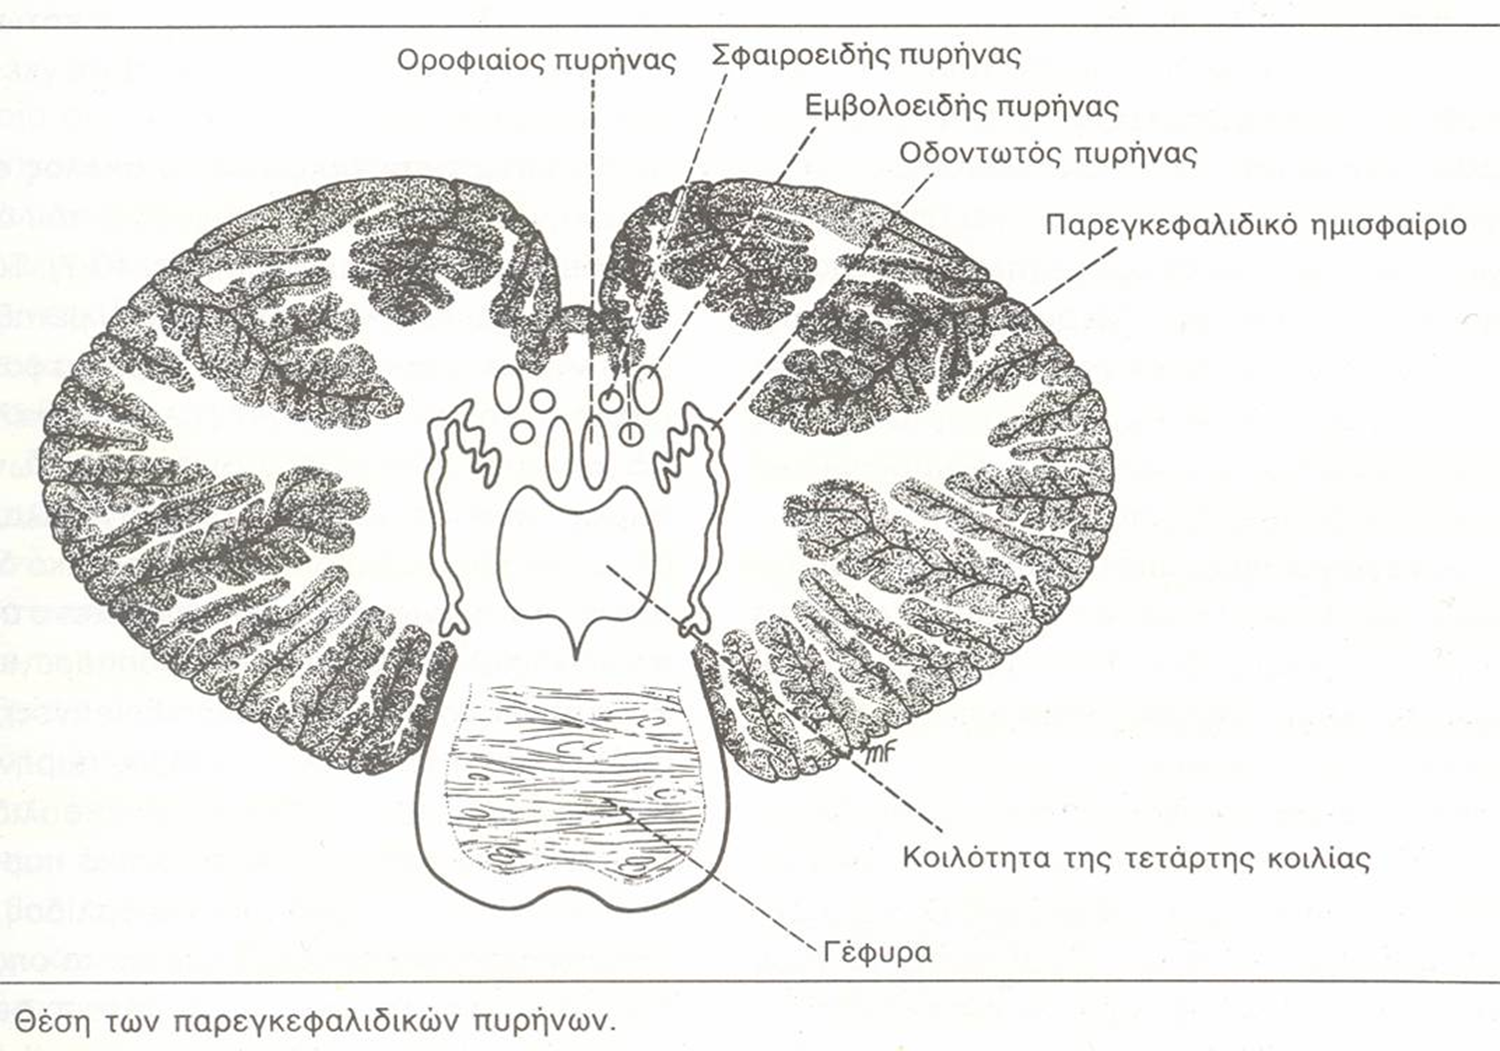 Οροφιαίος πυρήνας
Σφαιροειδής πυρήνας
Εμβολοειδής πυρήνας
Οδοντωτός πυρήνας
Παρεγκεφαλιδικό ημισφαίριο
mF
Κοιλότητα της τετάρτης κοιλίας
Γέφυρα
Θέση των παρεγκεφαλιδικών πυρήνων.